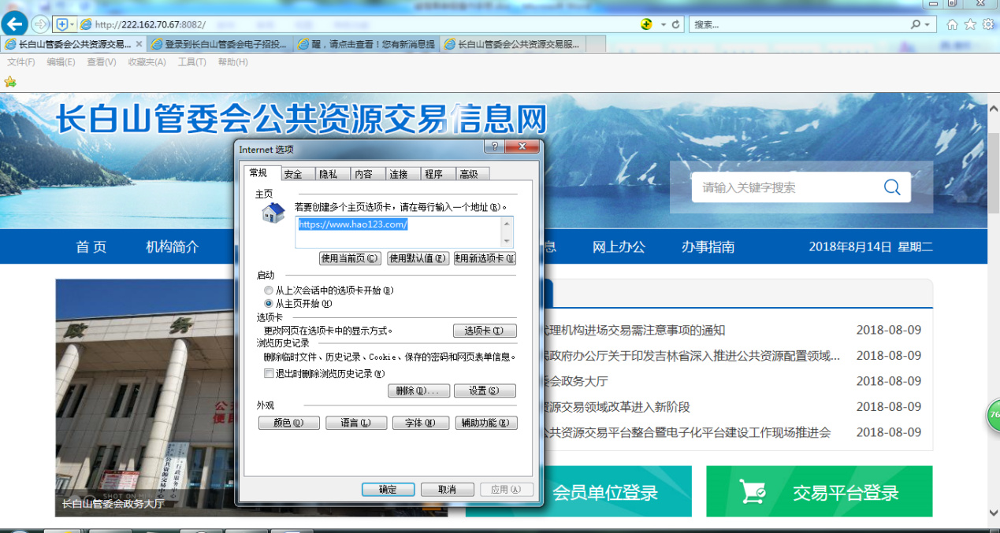 http://222.162.70.67:8082/
搜索...
长白山管委会公共资源交易...
登录到长白山管委会电子招投...
醒，请点击查看！您有新消息提
长白山管委会公共资源交易服...
文件(F) 编辑(E) 查看(V) 收藏夹(A) 工具(T) 帮助(H)
长白山管委会公共资源交易信息网
请输入关键字搜索
首 页 机构简介
息 网上办公 办事指南 2018年8月14日 星期二
Internet 选项
常规 安全 隐私 内容 连接 程序 高级
主页
若要创建多个主页选项卡，请在每行输入一个地址(R)。
https://www.hao123.com/
使用当前页(C) 使用默认值(F) 使用新选项卡(U)
启动
从上次会话中的选项卡开始(B)
从主页开始(H)
选项卡
更改网页在选项卡中的显示方式。 选项卡(T)
浏览历史记录
删除临时文件、历史记录、Cookie、保存的密码和网页表单信息。
退出时删除浏览历史记录(W)
删除(D)... 设置(S)
外观
颜色(O) 语言(L) 字体(N) 辅助功能(E)
确定 取消 应用(A)
代理机构进场交易需注意事项的通知 2018-08-09
民政府办公厅关于印发吉林省深入推进公共资源配置领域... 2018-08-09
委会政务大厅 2018-08-09
资源交易领域改革进入新阶段 2018-08-09
公共资源交易平台整合暨电子化平台建设工作现场推进会 2018-08-09
政 务
长白山管委会政务大厅
会员单位登录
交易平台登录
76